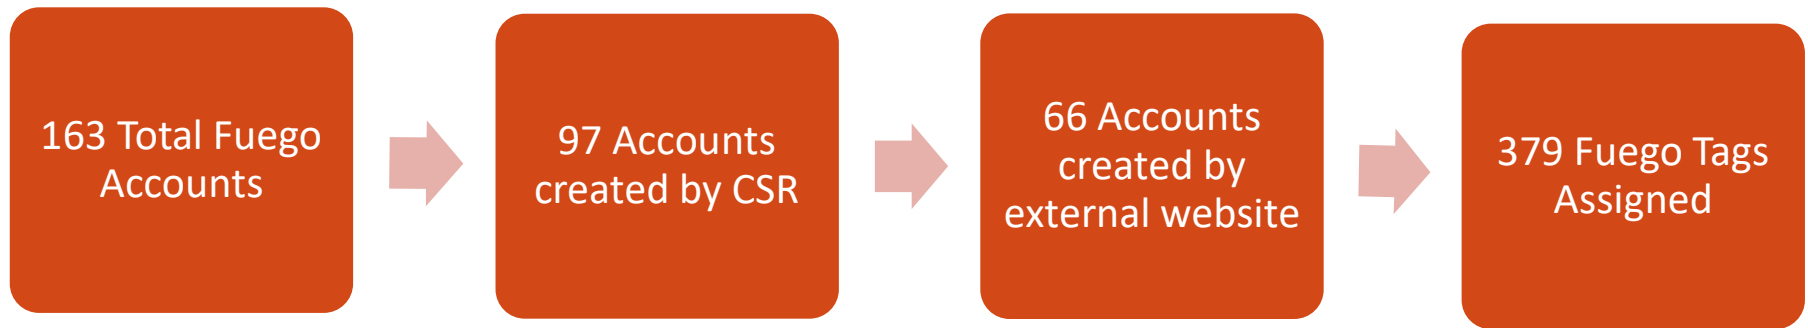 163 Total Fuego
Accounts
97 Accounts
created by CSR
66 Accounts
created by
external website
379 Fuego Tags
Assigned